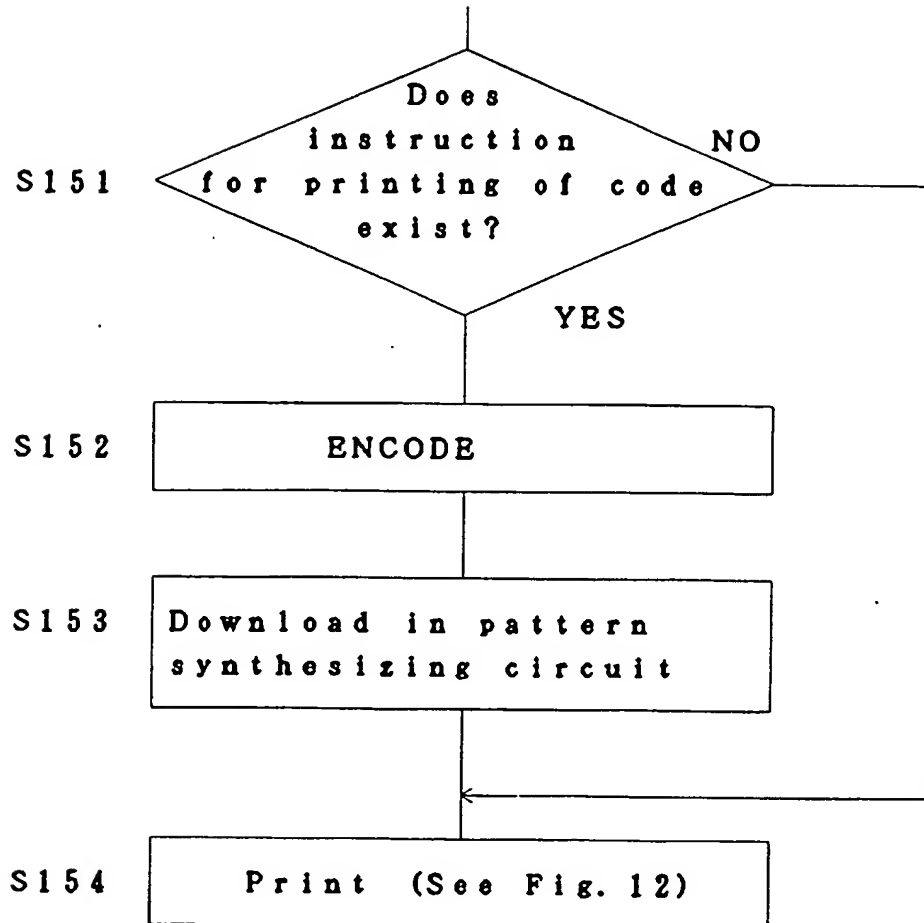 Does
instruction
NO
S151
for printing of code
exist?
YES
S152
ENCODE
S153
Download in pattern
synthesizing circuit
S154
Print (See Fig. 12)